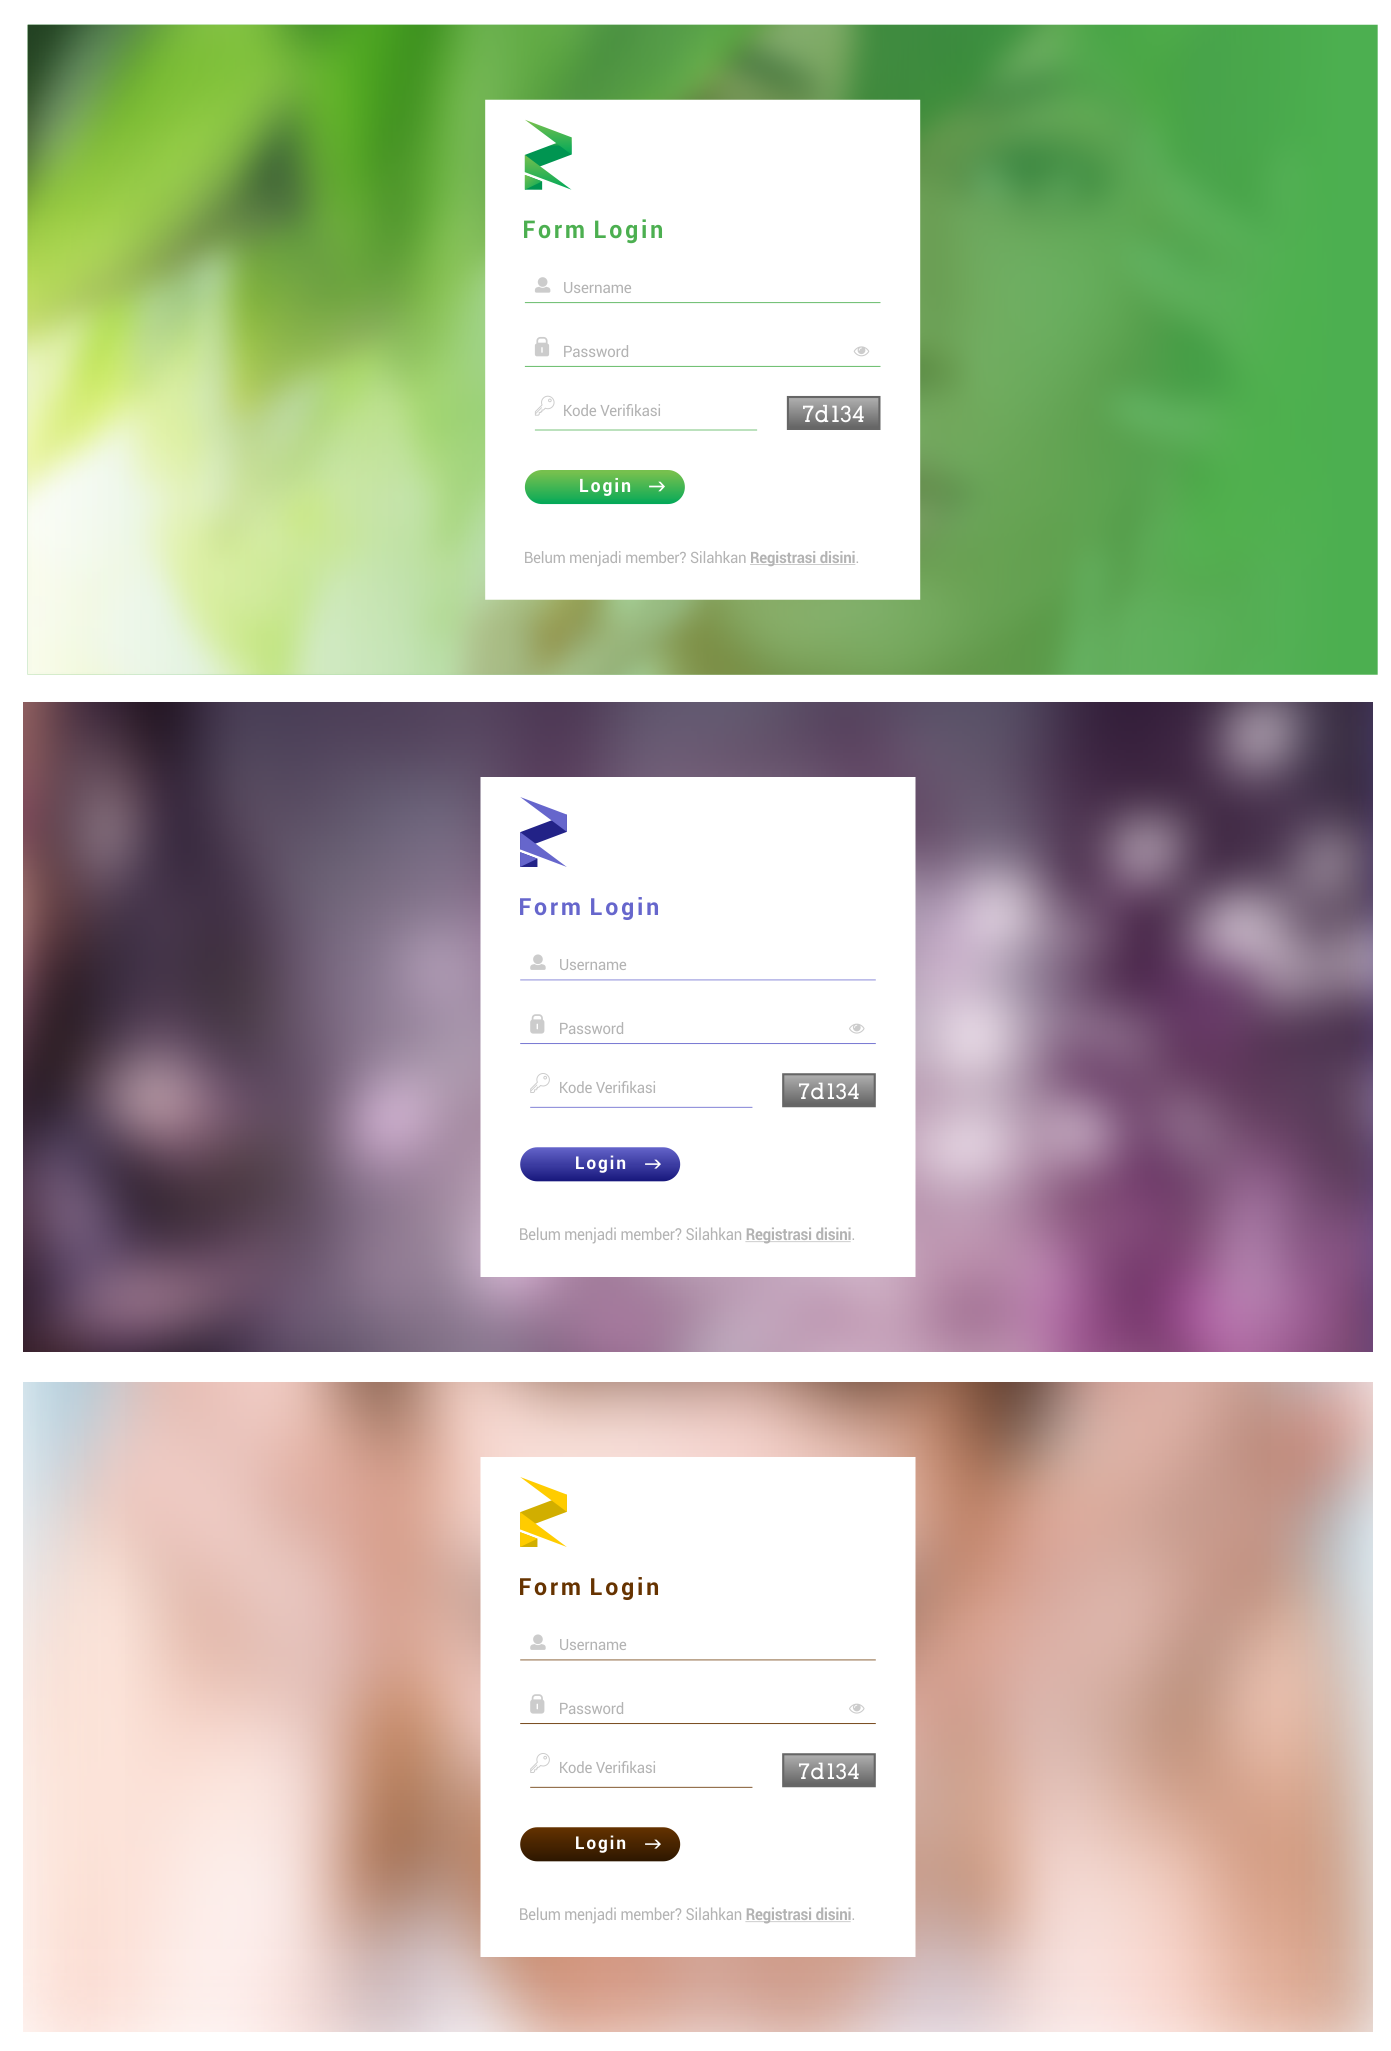 Form Login
Username
Password
Kode Verifikasi 7d134
Login
Belum menjadi member? Silahkan Registrasi disini.
Form Login
Username
Password
Kode Verifikasi 7d134
Login
Belum menjadi member? Silahkan Registrasi disini.
Form Login
Username
Password
Kode Verifikasi 7d134
Login
Belum menjadi member? Silahkan Registrasi disini.